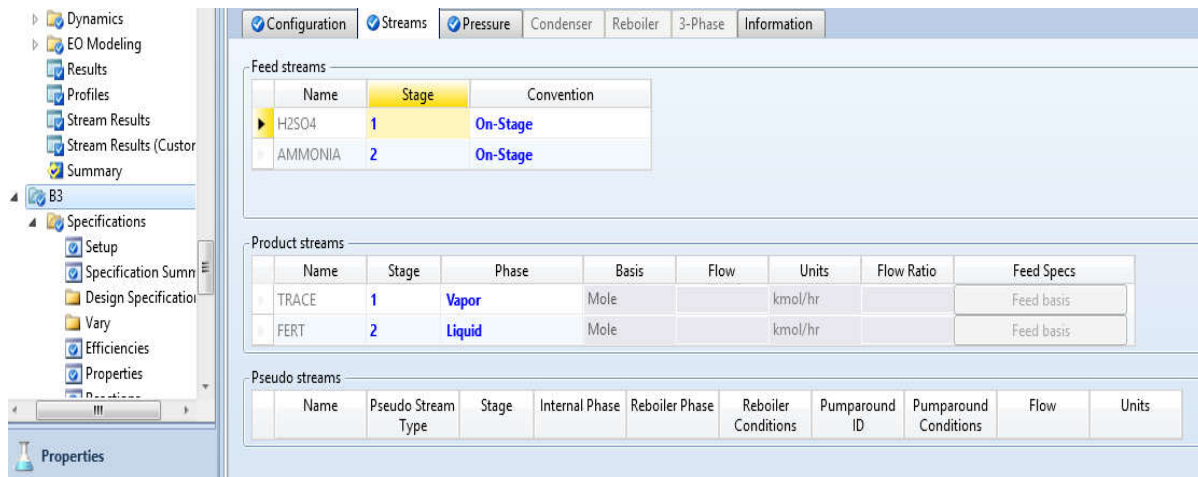 Dynamics
EO Modeling
Results
Profiles
Stream Results
Stream Results (Custor
Summary
B3
Specifications
Setup
Specification Summ
Design Specification
Vary
Efficiencies
Properties
Properties
Configuration Streams Pressure Condenser Reboiler 3-Phase Information
Feed streams
Name Stage Convention
H2SO4 1 On-Stage
AMMONIA 2 On-Stage
Product streams
Name Stage Phase Basis Flow Units Flow Ratio Feed Specs
TRACE 1 Vapor Mole kmol/hr Feed basis
FERT 2 Liquid Mole kmol/hr Feed basis
Pseudo streams
Name Pseudo Stream Stage Internal Phase Reboiler Phase Reboiler Pumparound Pumparound Flow Units
Type Conditions ID Conditions